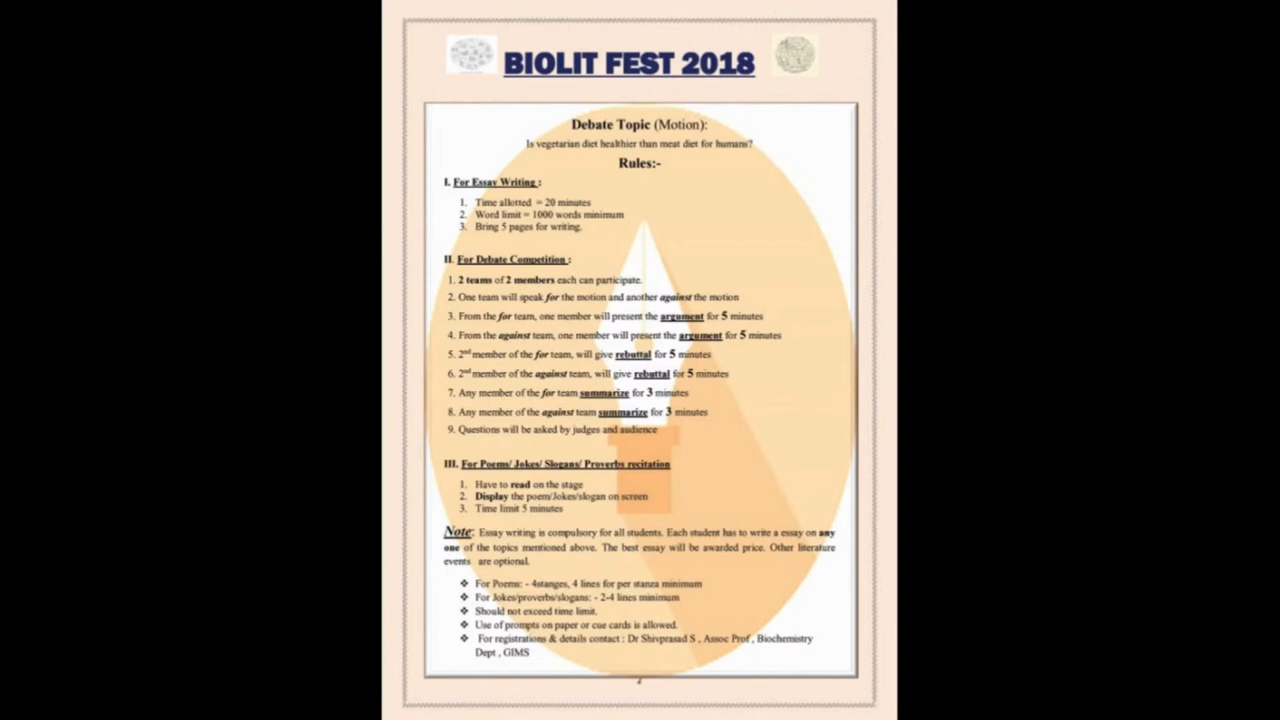 BIOLIT FEST 2018
Debate Topic (Motion):
Is vegetarian diet healthier than meat diet for humans?
Rules:-
I. For Essay Writing :
1. Time allotted = 20 minutes
2. Word limit = 1000 words minimum
3. Bring 5 pages for writing.
II. For Debate Competition :
1. 2 teams of 2 members each can participate.
2. One team will speak for the motion and another against the motion
3. From the for team, one member will present the argument for 5 minutes
4. From the against team, one member will present the argument for 5 minutes
5. 2nd member of the for team, will give rebuttal for 5 minutes
6. 2nd member of the against team, will give rebuttal for 5 minutes
7. Any member of the for team summarize for 3 minutes
8. Any member of the against team summarize for 3 minutes
9. Questions will be asked by judges and audience
III. For Poems/ Jokes/ Slogans/ Proverbs recitation
1. Have to read on the stage
2. Display the poem/Jokes/slogan on screen
3. Time limit 5 minutes
Note: Essay writing is compulsory for all students. Each student has to write a essay on any
one of the topics mentioned above. The best essay will be awarded price. Other literature
events are optional.
❖ For Poems: - 4stanges, 4 lines for per stanza minimum
❖ For Jokes/proverbs/slogans: - 2-4 lines minimum
❖ Should not exceed time limit.
❖ Use of prompts on paper or cue cards is allowed.
❖ For registrations & details contact : Dr Shivprasad S , Assoc Prof , Biochemistry
Dept , GIMS
2